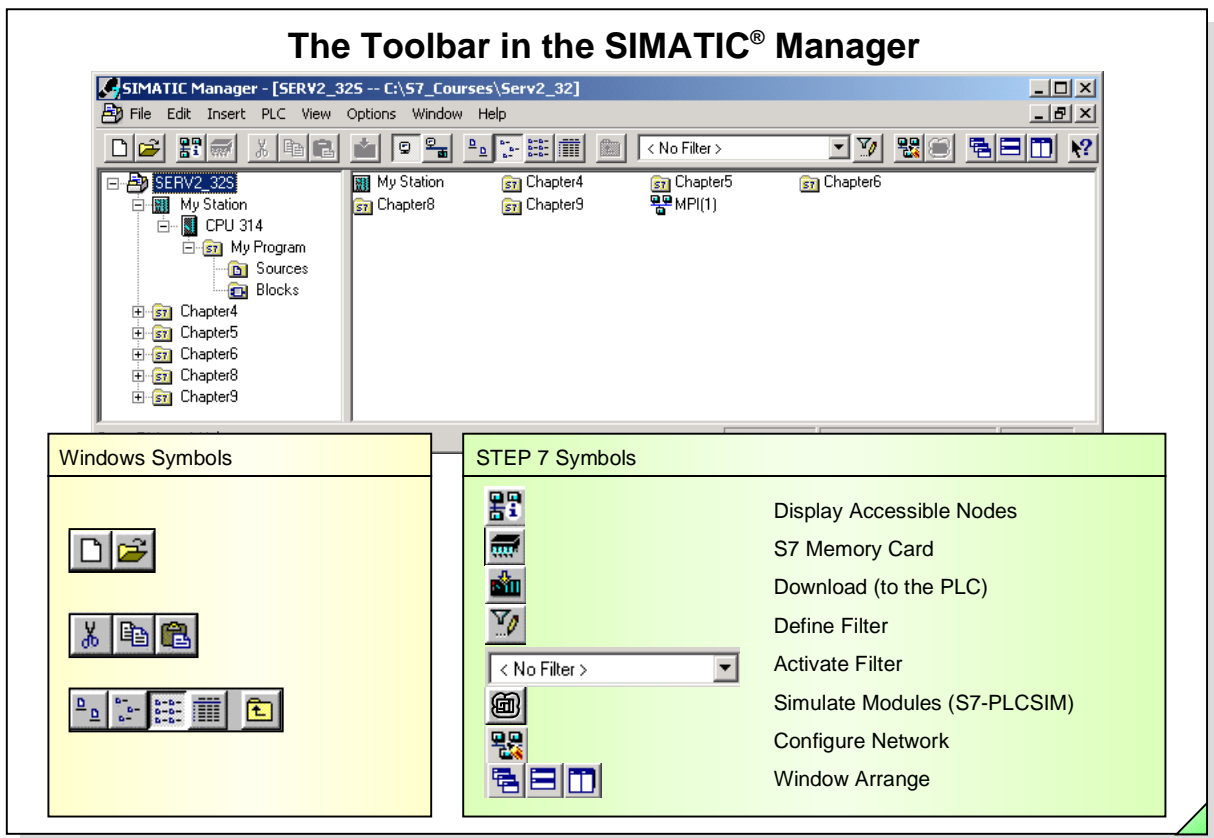 The Toolbar in the SIMATIC® Manager
SIMATIC Manager - [SERV2_32S -- C:\S7_Courses\Serv2_32]
File Edit Insert PLC View Options Window Help
< No Filter >
SERV2_32S
My Station
CPU 314
My Program
Sources
Blocks
Chapter4
Chapter5
Chapter6
Chapter8
Chapter9
My Station Chapter4 Chapter5 Chapter6
Chapter8 Chapter9 MPI(1)
Windows Symbols
STEP 7 Symbols
Display Accessible Nodes
S7 Memory Card
Download (to the PLC)
Define Filter
< No Filter > Activate Filter
Simulate Modules (S7-PLCSIM)
Configure Network
Window Arrange